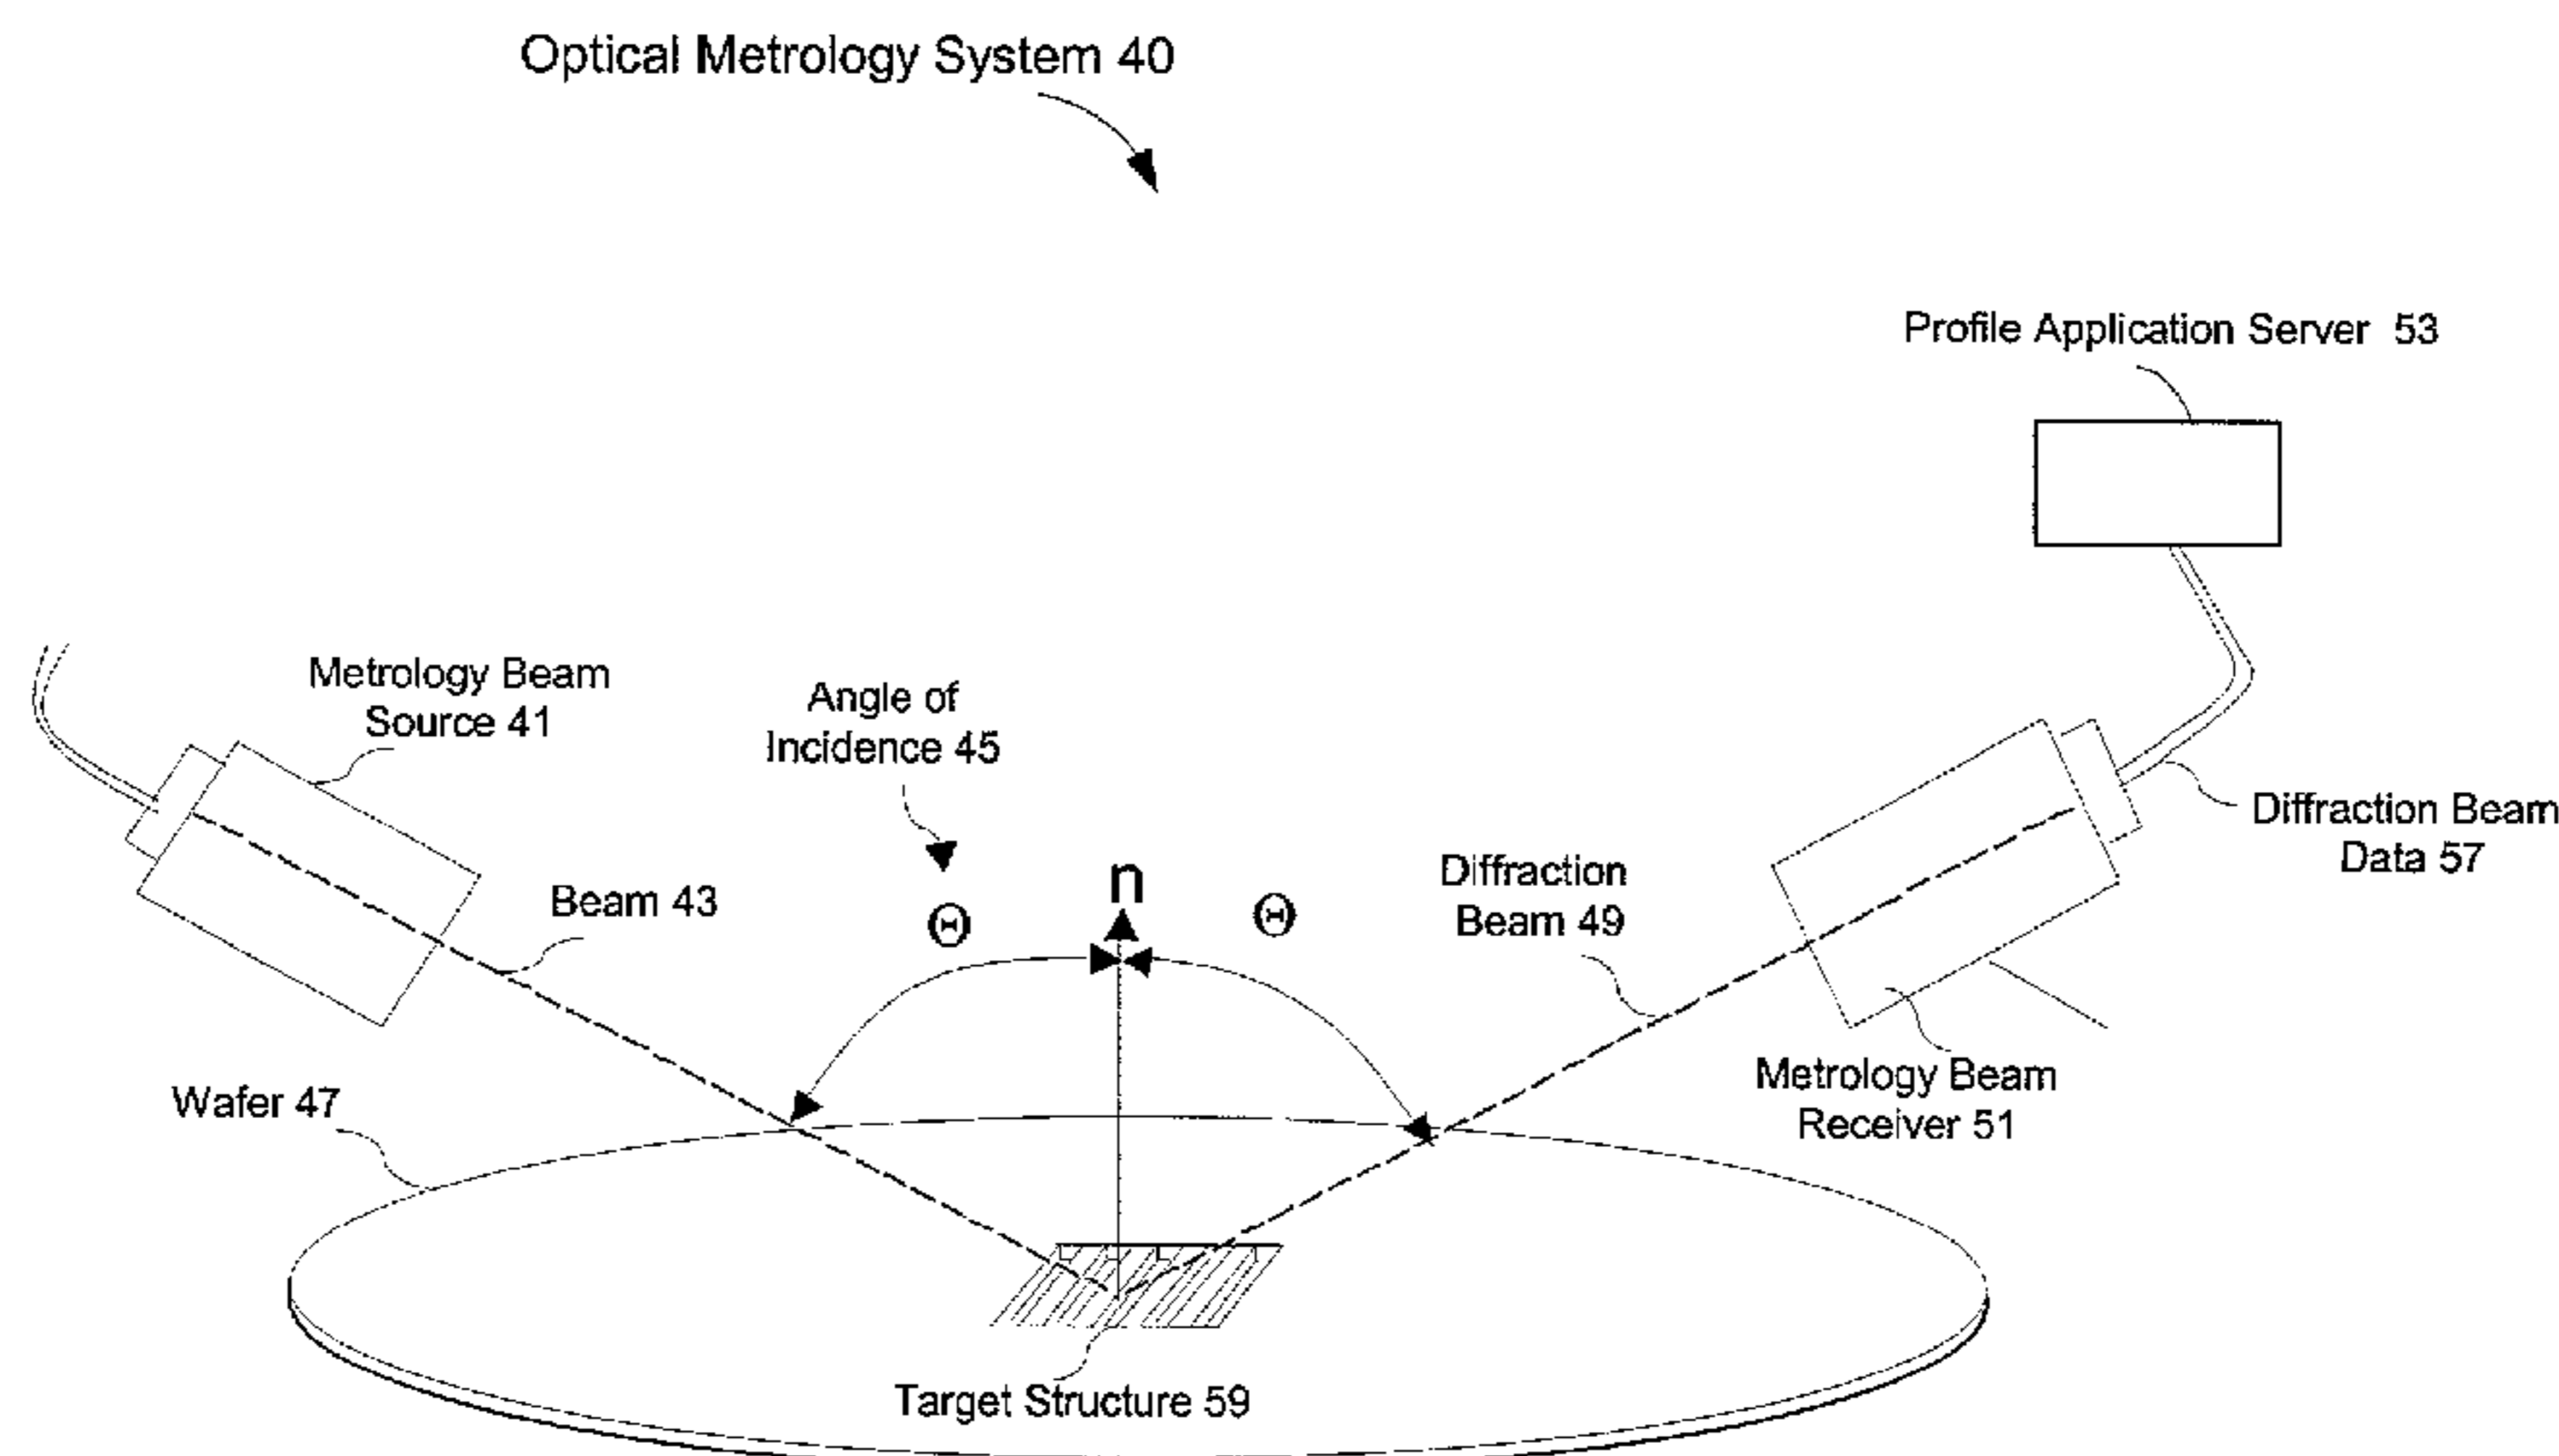 Optical Metrology System 40
Profile Application Server 53
Metrology Beam
Source 41
Angle of
Incidence 45
Beam 43
n
Θ
Θ
Diffraction
Beam 49
Diffraction Beam
Data 57
Metrology Beam
Receiver 51
Wafer 47
Target Structure 59